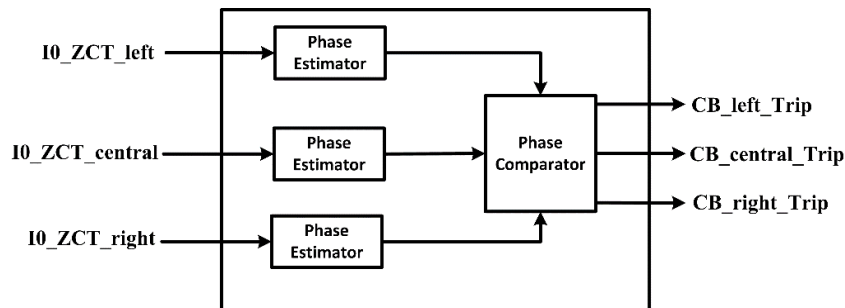 I0_ZCT_left
Phase
Estimator
I0_ZCT_central
Phase
Estimator
I0_ZCT_right
Phase
Estimator
Phase
Comparator
CB_left_Trip
CB_central_Trip
CB_right_Trip